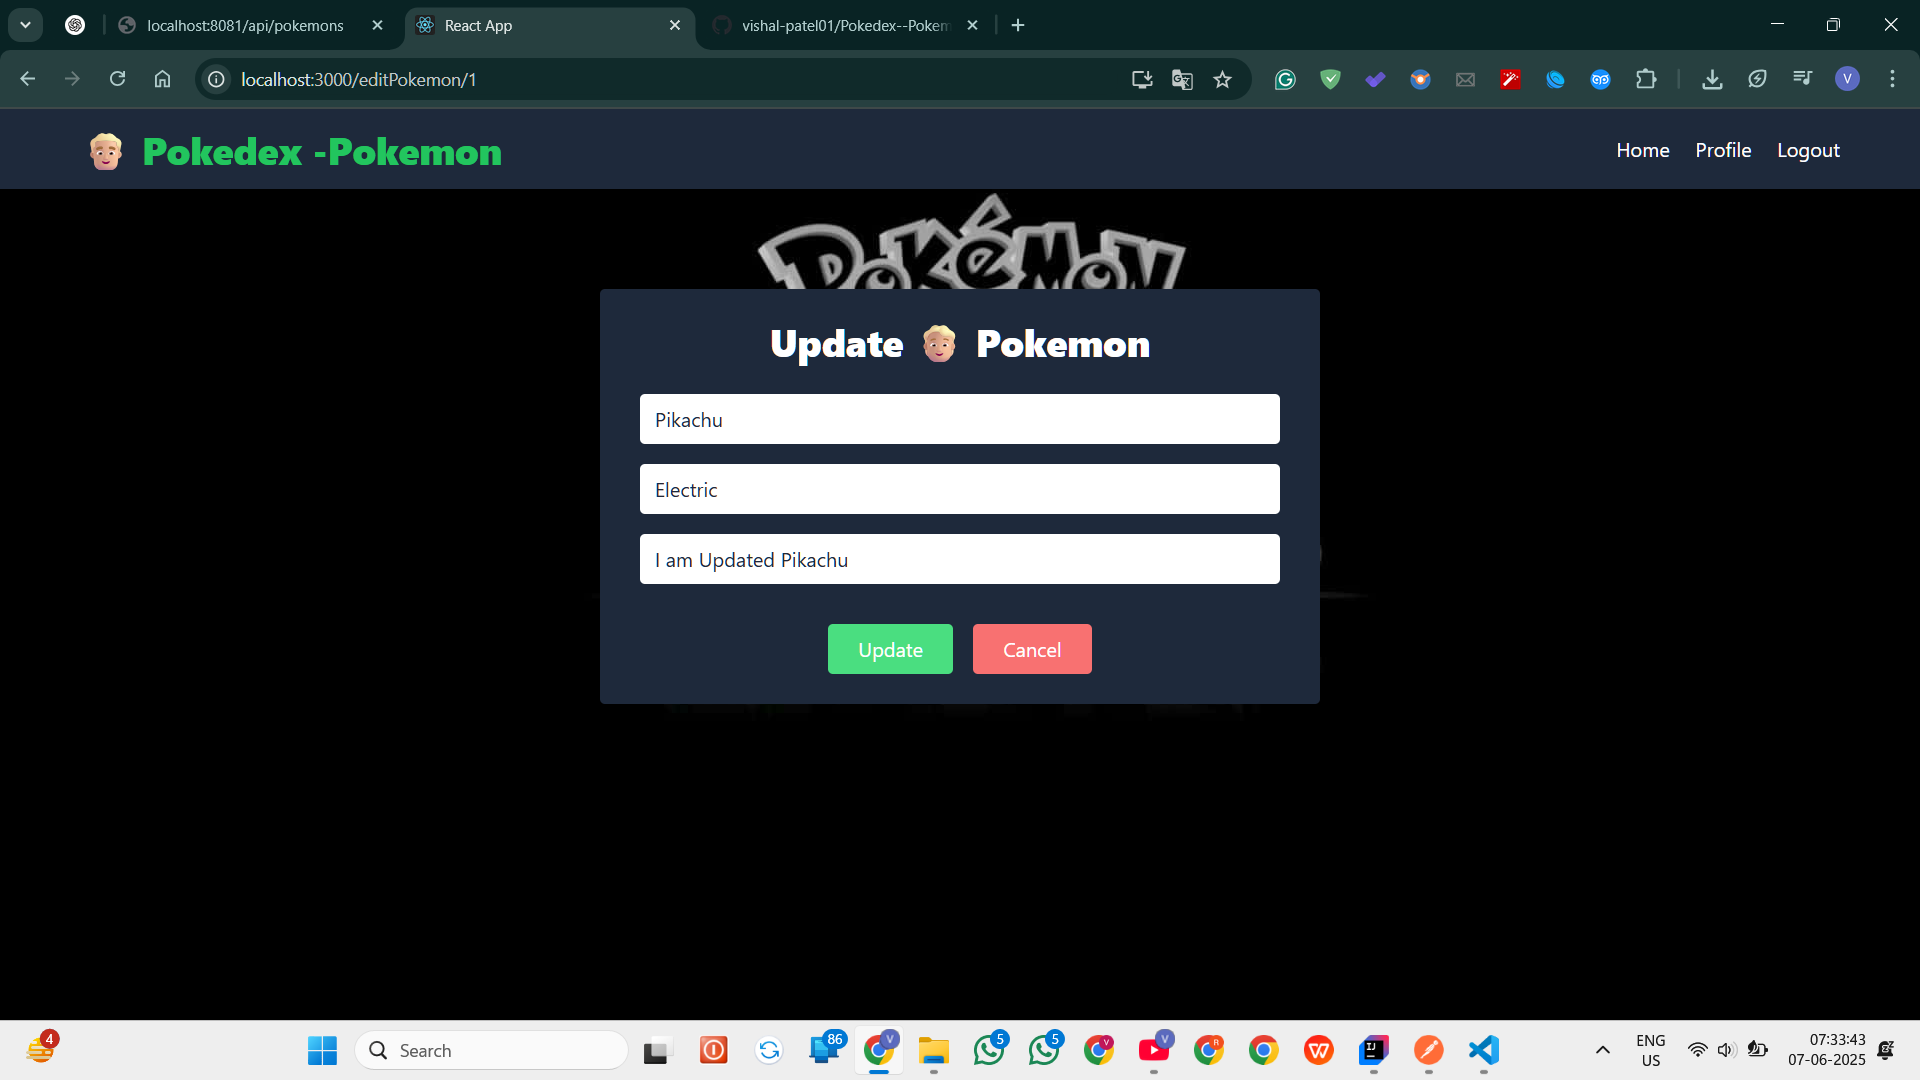 localhost:8081/api/pokemons
React App
vishal-patel01/Pokedex--Pokem
localhost:3000/editPokemon/1
V
Pokedex -Pokemon
Home
Profile
Logout
POKéMON
Update Pokemon
Pikachu
Electric
I am Updated Pikachu
Update
Cancel
4
Search
86
V
5
5
V
V
R
W
IJ
ENG
US
07:33:43
07-06-2025